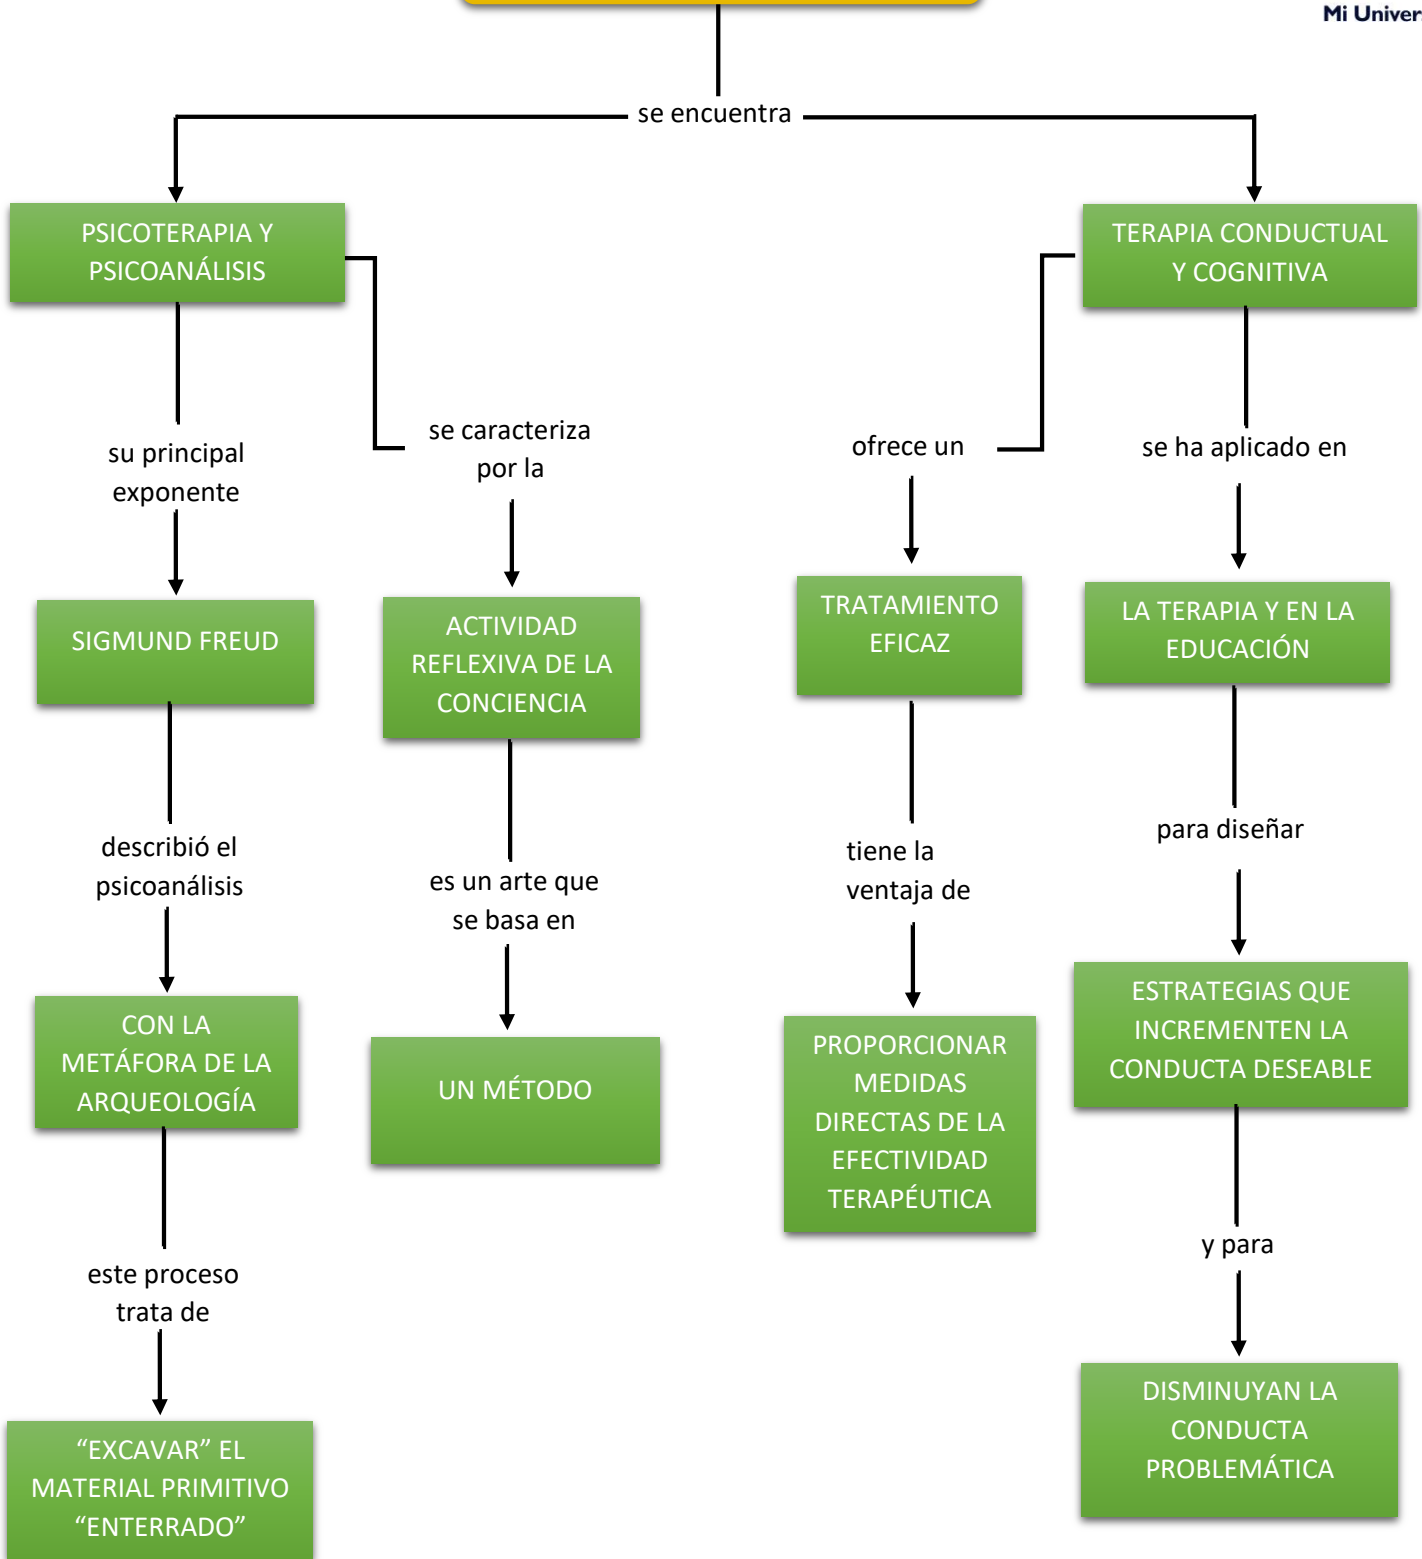 Mi Univer
se encuentra
PSICOTERAPIA Y
PSICOANÁLISIS
TERAPIA CONDUCTUAL
Y COGNITIVA
su principal
exponente
se caracteriza
por la
ofrece un
se ha aplicado en
SIGMUND FREUD
ACTIVIDAD
REFLEXIVA DE LA
CONCIENCIA
TRATAMIENTO
EFICAZ
LA TERAPIA Y EN LA
EDUCACIÓN
describió el
psicoanálisis
es un arte que
se basa en
tiene la
ventaja de
para diseñar
CON LA
METÁFORA DE LA
ARQUEOLOGÍA
UN MÉTODO
PROPORCIONAR
MEDIDAS
DIRECTAS DE LA
EFECTIVIDAD
TERAPÉUTICA
ESTRATEGIAS QUE
INCREMENTEN LA
CONDUCTA DESEABLE
este proceso
trata de
y para
“EXCAVAR” EL
MATERIAL PRIMITIVO
“ENTERRADO”
DISMINUYAN LA
CONDUCTA
PROBLEMÁTICA